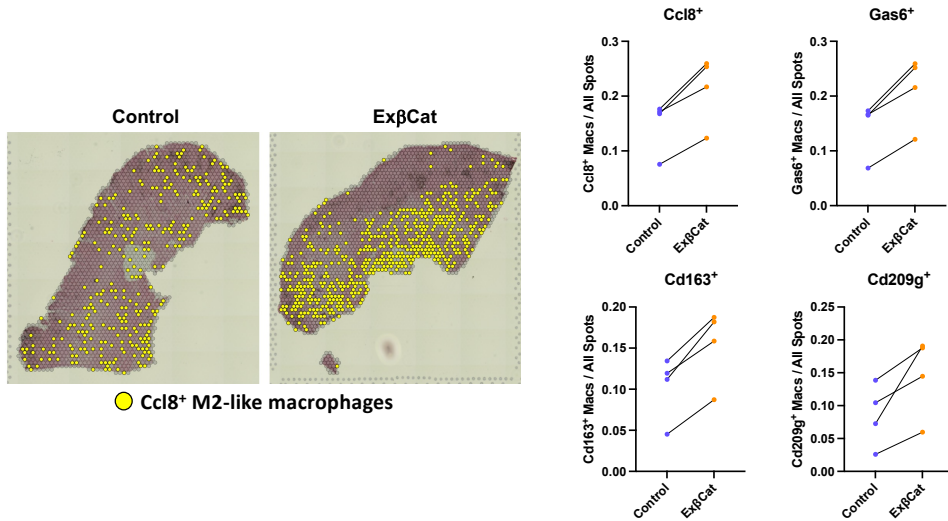 Control
ExβCat
Ccl8⁺ M2-like macrophages
Ccl8⁺
Ccl8⁺ Macs / All Spots
0.3
0.2
0.1
0.0
Control
ExβCat
Gas6⁺
Gas6⁺ Macs / All Spots
0.3
0.2
0.1
0.0
Control
ExβCat
Cd163⁺
Cd163⁺ Macs / All Spots
0.20
0.15
0.10
0.05
0.00
Control
ExβCat
Cd209g⁺
Cd209g⁺ Macs / All Spots
0.25
0.20
0.15
0.10
0.05
0.00
Control
ExβCat